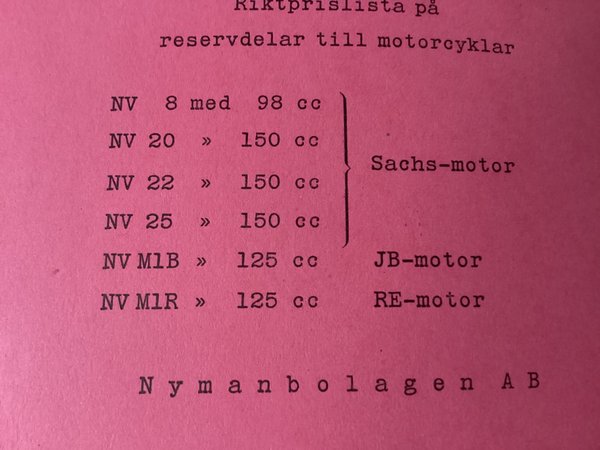 Riktprislista på
reservdelar till motorcyklar
NV 8 med 98 cc
NV 20 » 150 cc
NV 22 » 150 cc
NV 25 » 150 cc
Sachs-motor
NV M1B » 125 cc JB-motor
NV M1R » 125 cc RE-motor
Nymanbolagen AB